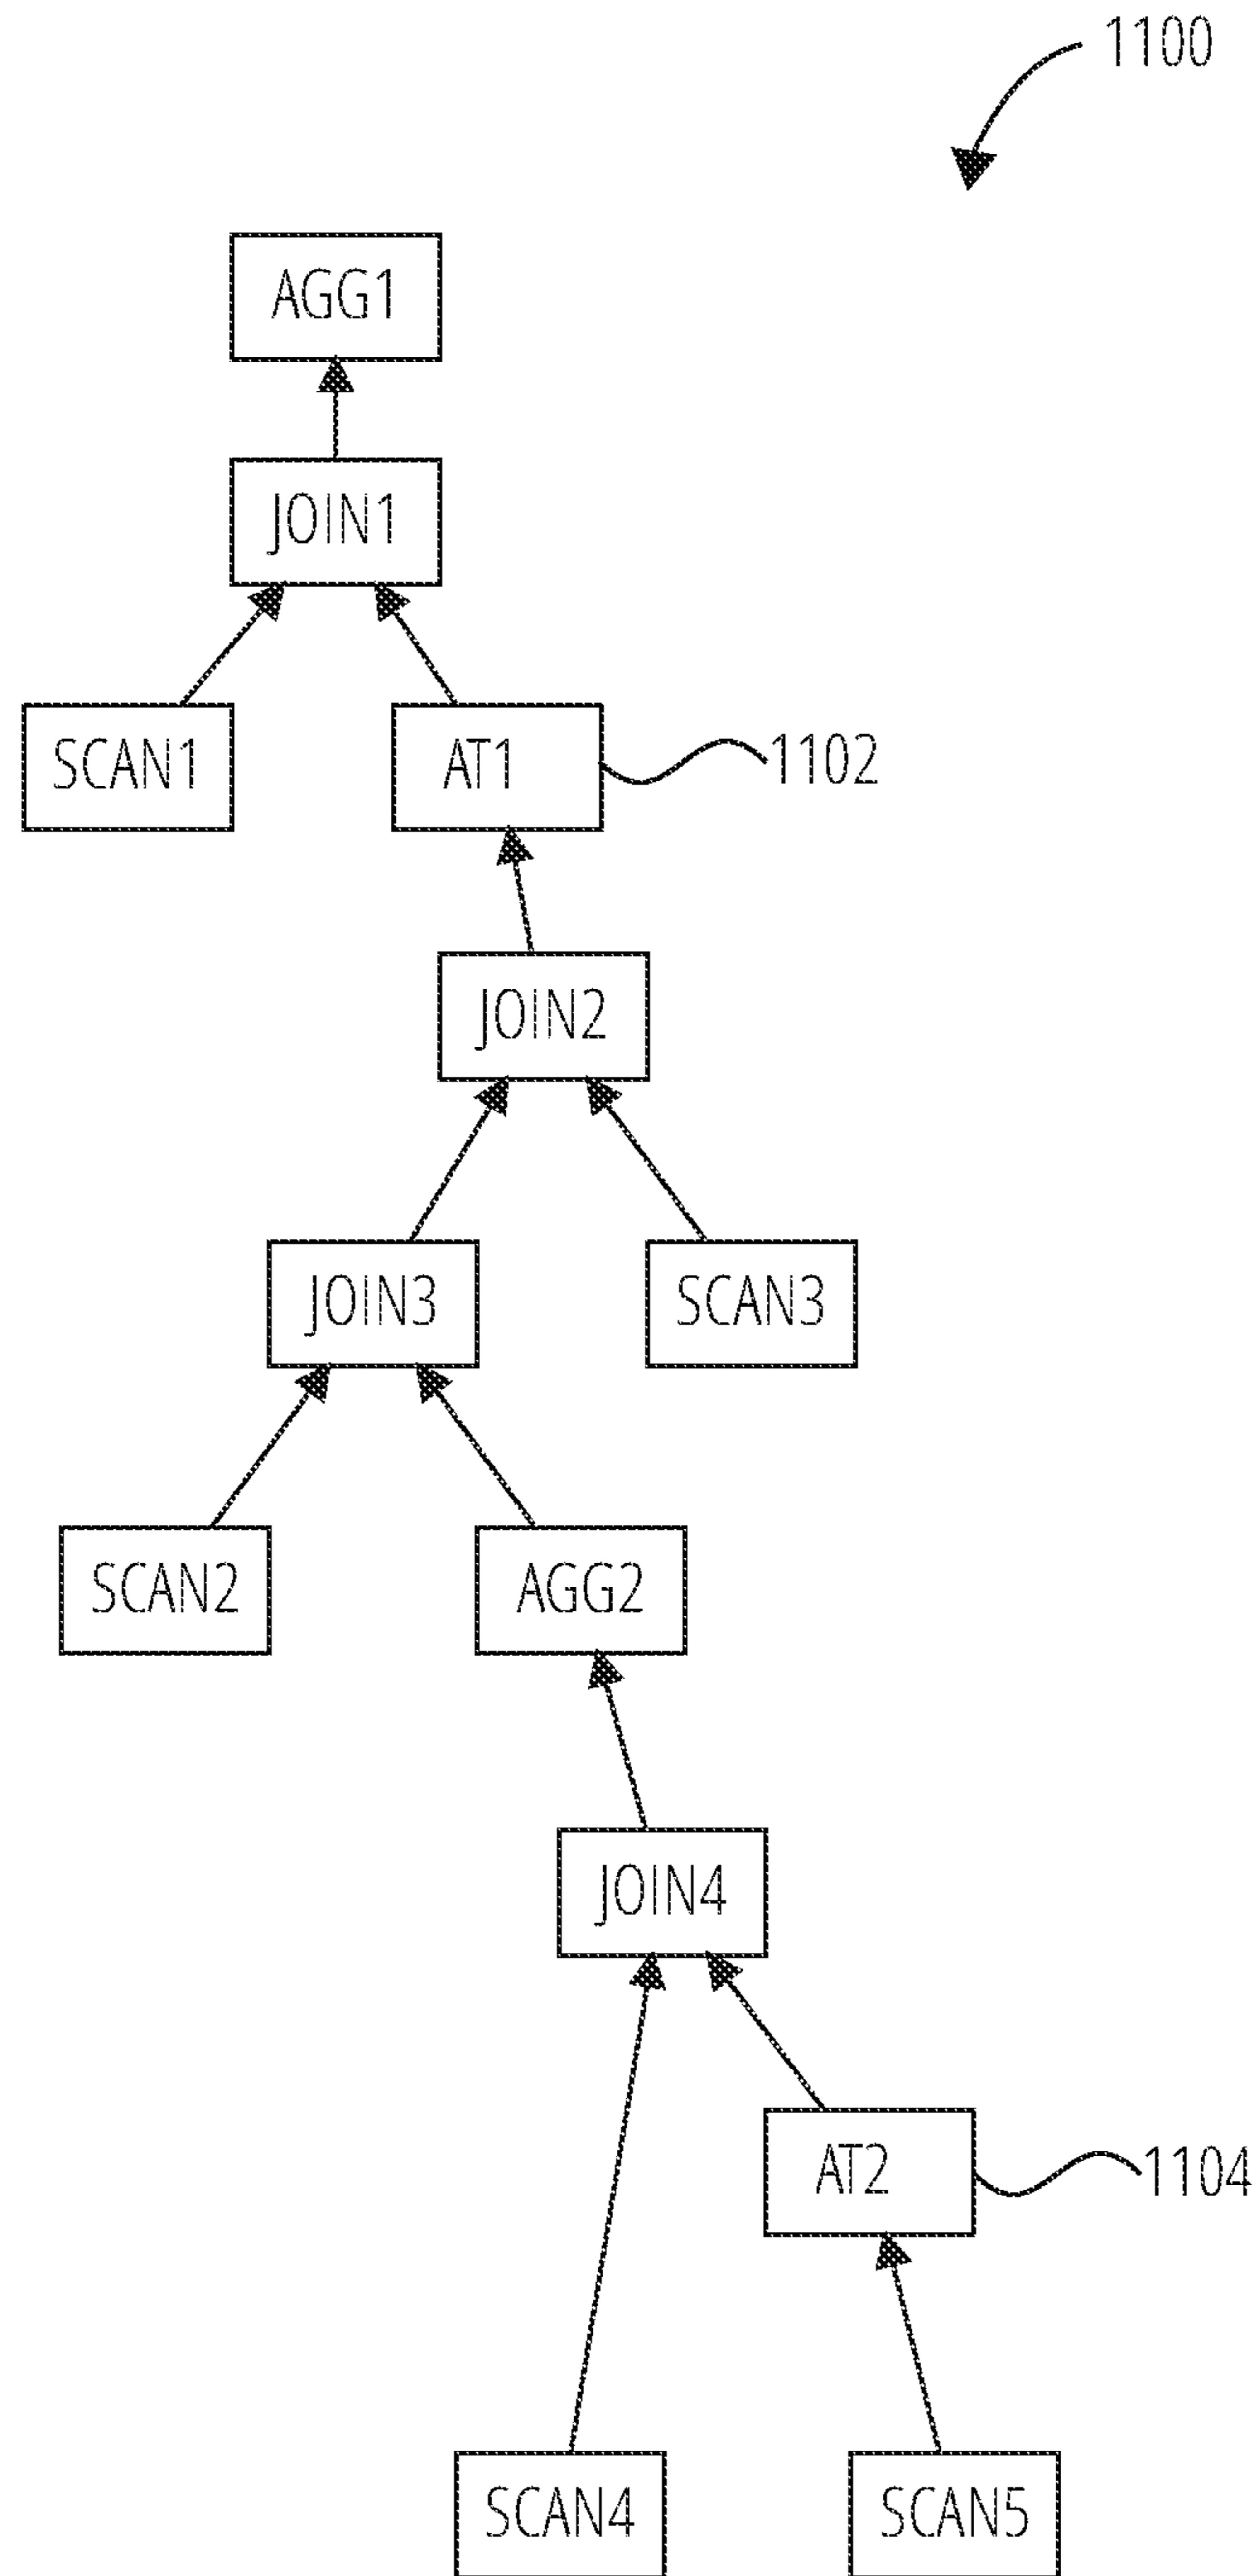 1100
AGG1
JOIN1
SCAN1
AT1
1102
JOIN2
JOIN3
SCAN3
SCAN2
AGG2
JOIN4
AT2
1104
SCAN4
SCAN5